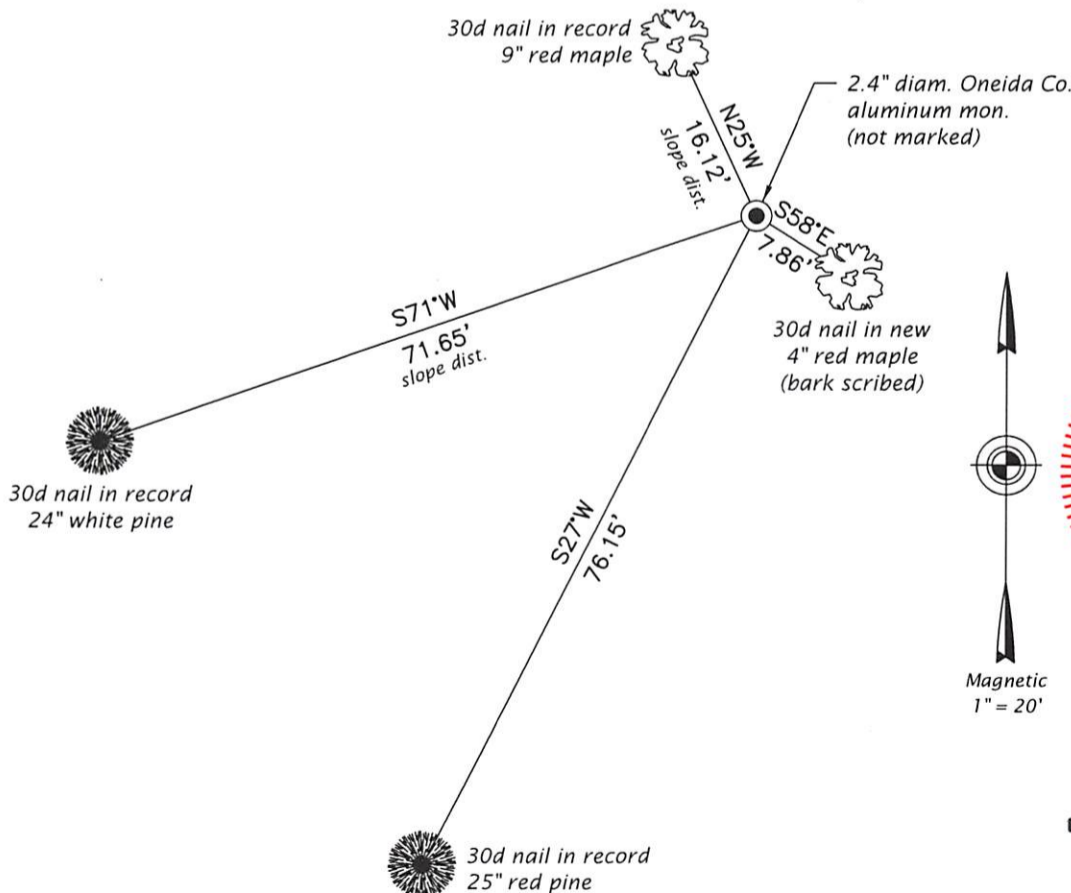 30d nail in record
9" red maple
2.4" diam. Oneida Co.
aluminum mon.
(not marked)
N25°W
16.12'
slope dist.
S58°E
7.86'
S71°W
71.65'
slope dist.
30d nail in new
4" red maple
(bark scribed)
30d nail in record
24" white pine
S27°W
76.15'
Magnetic
1" = 20'
30d nail in record
25" red pine